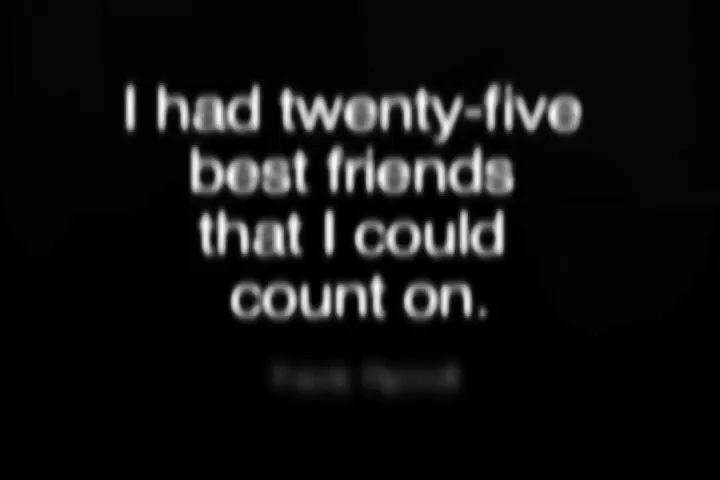 I had twenty-five
best friends
that I could
count on.